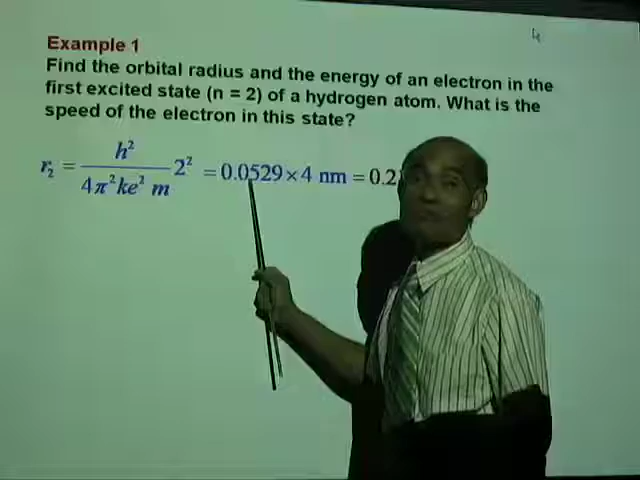 Example 1
Find the orbital radius and the energy of an electron in the
first excited state (n = 2) of a hydrogen atom. What is the
speed of the electron in this state?
r₂ = h² / 4π²ke² m 2² = 0.0529 × 4 nm = 0.2